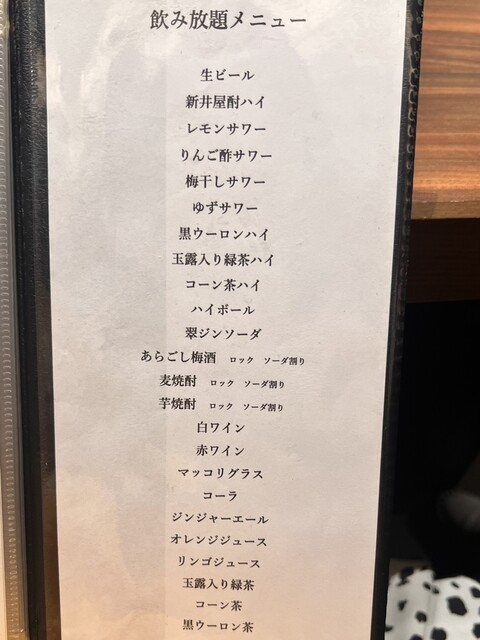 飲み放題メニュー
生ビール
新井屋酎ハイ
レモンサワー
りんご酢サワー
梅干しサワー
ゆずサワー
黒ウーロンハイ
玉露入り緑茶ハイ
コーン茶ハイ
ハイボール
翠ジンソーダ
あらごし梅酒 ロック ソーダ割り
麦焼酎 ロック ソーダ割り
芋焼酎 ロック ソーダ割り
白ワイン
赤ワイン
マッコリグラス
コーラ
ジンジャーエール
オレンジジュース
リンゴジュース
玉露入り緑茶
コーン茶
黒ウーロン茶